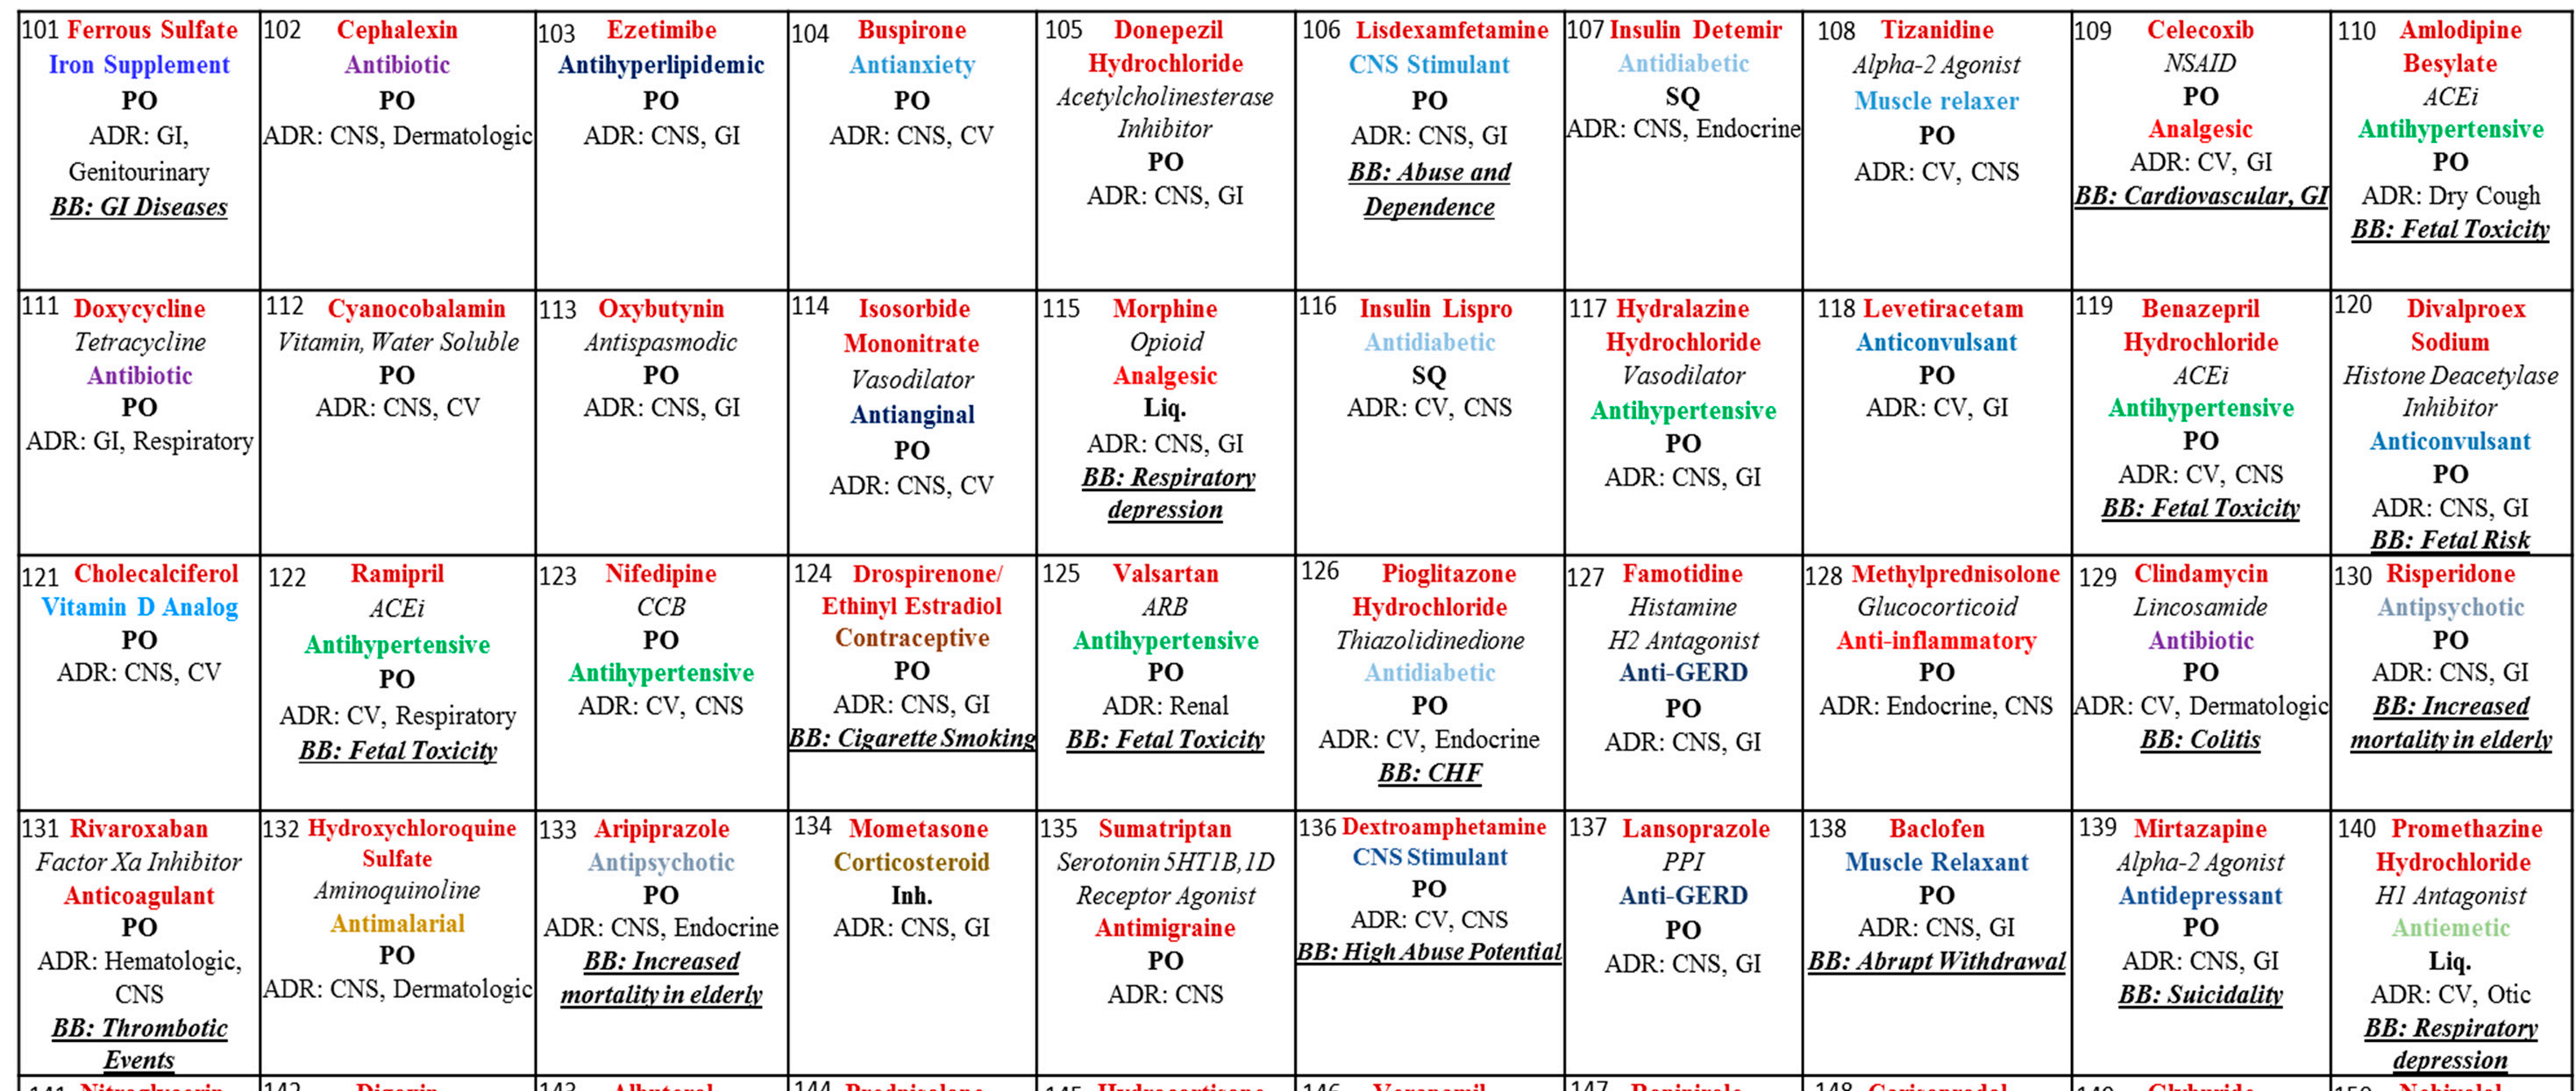 101 Ferrous Sulfate
Iron Supplement
PO
ADR: GI,
Genitourinary
BB: GI Diseases
102 Cephalexin
Antibiotic
PO
ADR: CNS, Dermatologic
103 Ezetimibe
Antihyperlipidemic
PO
ADR: CNS, GI
104 Buspirone
Antianxiety
PO
ADR: CNS, CV
105 Donepezil
Hydrochloride
Acetylcholinesterase
Inhibitor
PO
ADR: CNS, GI
106 Lisdexamfetamine
CNS Stimulant
PO
ADR: CNS, GI
BB: Abuse and
Dependence
107 Insulin Detemir
Antidiabetic
SQ
ADR: CNS, Endocrine
108 Tizanidine
Alpha-2 Agonist
Muscle relaxer
PO
ADR: CV, CNS
109 Celecoxib
NSAID
PO
Analgesic
ADR: CV, GI
BB: Cardiovascular, GI
110 Amlodipine
Besylate
ACEi
Antihypertensive
PO
ADR: Dry Cough
BB: Fetal Toxicity
111 Doxycycline
Tetracycline
Antibiotic
PO
ADR: GI, Respiratory
112 Cyanocobalamin
Vitamin, Water Soluble
PO
ADR: CNS, CV
113 Oxybutynin
Antispasmodic
PO
ADR: CNS, GI
114 Isosorbide
Mononitrate
Vasodilator
Antianginal
PO
ADR: CNS, CV
115 Morphine
Opioid
Analgesic
Liq.
ADR: CNS, GI
BB: Respiratory
depression
116 Insulin Lispro
Antidiabetic
SQ
ADR: CV, CNS
117 Hydralazine
Hydrochloride
Vasodilator
Antihypertensive
PO
ADR: CNS, GI
118 Levetiracetam
Anticonvulsant
PO
ADR: CV, GI
119 Benazepril
Hydrochloride
ACEi
Antihypertensive
PO
ADR: CV, CNS
BB: Fetal Toxicity
120 Divalproex
Sodium
Histone Deacetylase
Inhibitor
Anticonvulsant
PO
ADR: CNS, GI
BB: Fetal Risk
121 Cholecalciferol
Vitamin D Analog
PO
ADR: CNS, CV
122 Ramipril
ACEi
Antihypertensive
PO
ADR: CV, Respiratory
BB: Fetal Toxicity
123 Nifedipine
CCB
PO
Antihypertensive
ADR: CV, CNS
124 Drospirenone/
Ethinyl Estradiol
Contraceptive
PO
ADR: CNS, GI
BB: Cigarette Smoking
125 Valsartan
ARB
Antihypertensive
PO
ADR: Renal
BB: Fetal Toxicity
126 Pioglitazone
Hydrochloride
Thiazolidinedione
Antidiabetic
PO
ADR: CV, Endocrine
BB: CHF
127 Famotidine
Histamine
H2 Antagonist
Anti-GERD
PO
ADR: CNS, GI
128 Methylprednisolone
Glucocorticoid
Anti-inflammatory
PO
ADR: Endocrine, CNS
129 Clindamycin
Lincosamide
Antibiotic
PO
ADR: CV, Dermatologic
BB: Colitis
130 Risperidone
Antipsychotic
PO
ADR: CNS, GI
BB: Increased
mortality in elderly
131 Rivaroxaban
Factor Xa Inhibitor
Anticoagulant
PO
ADR: Hematologic,
CNS
BB: Thrombotic
Events
132 Hydroxychloroquine
Sulfate
Aminoquinoline
Antimalarial
PO
ADR: CNS, Dermatologic
133 Aripiprazole
Antipsychotic
PO
ADR: CNS, Endocrine
BB: Increased
mortality in elderly
134 Mometasone
Corticosteroid
Inh.
ADR: CNS, GI
135 Sumatriptan
Serotonin 5HT1B,1D
Receptor Agonist
Antimigraine
PO
ADR: CNS
136 Dextroamphetamine
CNS Stimulant
PO
ADR: CV, CNS
BB: High Abuse Potential
137 Lansoprazole
PPI
Anti-GERD
PO
ADR: CNS, GI
138 Baclofen
Muscle Relaxant
PO
ADR: CNS, GI
BB: Abrupt Withdrawal
139 Mirtazapine
Alpha-2 Agonist
Antidepressant
PO
ADR: CNS, GI
BB: Suicidality
140 Promethazine
Hydrochloride
H1 Antagonist
Antiemetic
Liq.
ADR: CV, Otic
BB: Respiratory
depression